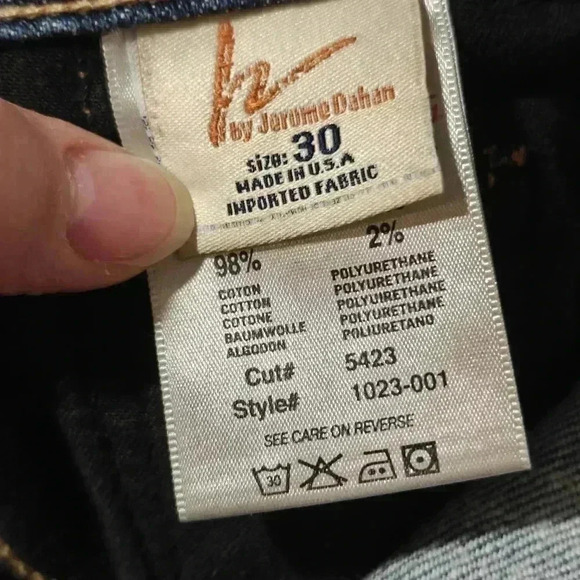 by Jerome Dahan
Size: 30
MADE IN U.S.A
IMPORTED FABRIC
98% 2%
COTON POLYURETHANE
COTTON POLYURETHANE
COTONE POLYUIRETHANE
BAUMWOLLE POLYURETHANE
ALGODON POLIURETANO
Cut# 5423
Style# 1023-001
SEE CARE ON REVERSE
30